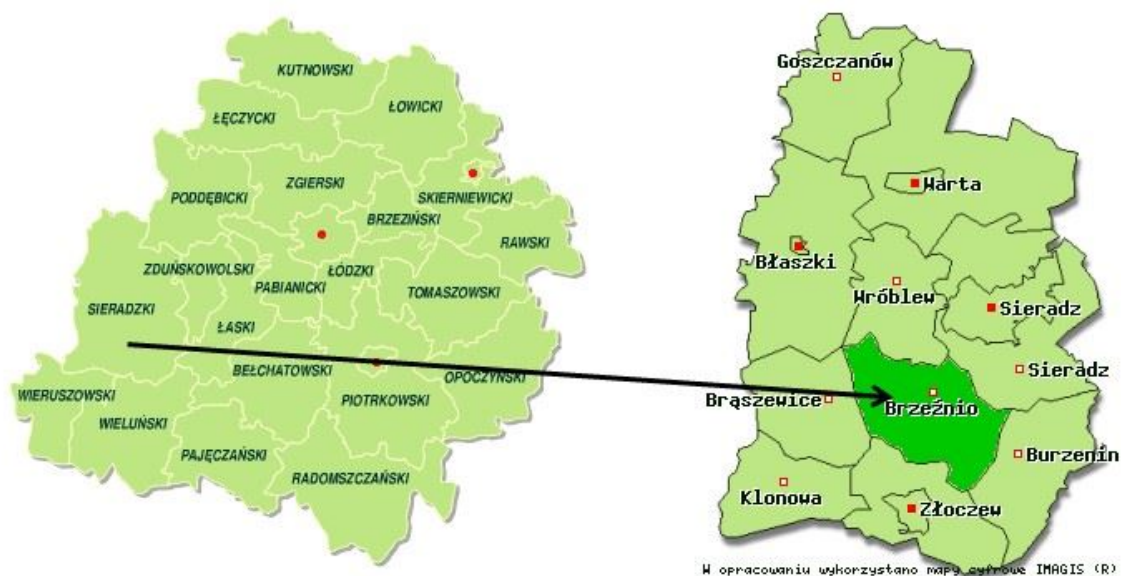 KUTNOWSKI
ŁOWICKI
ŁĘCZYCKI
ZGIERSKI
SKIERNIEWICKI
PODDĘBICKI
BRZEZIŃSKI
RAWSKI
ZDUŃSKOWOLSKI
ŁÓDZKI
PABIANICKI
TOMASZOWSKI
SIERADZKI
ŁASKI
BEŁCHATOWSKI
OPOCZYŃSKI
WIERUSZOWSKI
PIOTRKOWSKI
WIELUŃSKI
PAJĘCZAŃSKI
RADOMSZCZAŃSKI
Goszczanów
Warta
Błaszki
Wróblew
Sieradz
Sieradz
Brąszewice
Brzeźnio
Burzenin
Klonowa
Złoczew
W opracowaniu wykorzystano mapy cyfrowe IMAGIS (R)